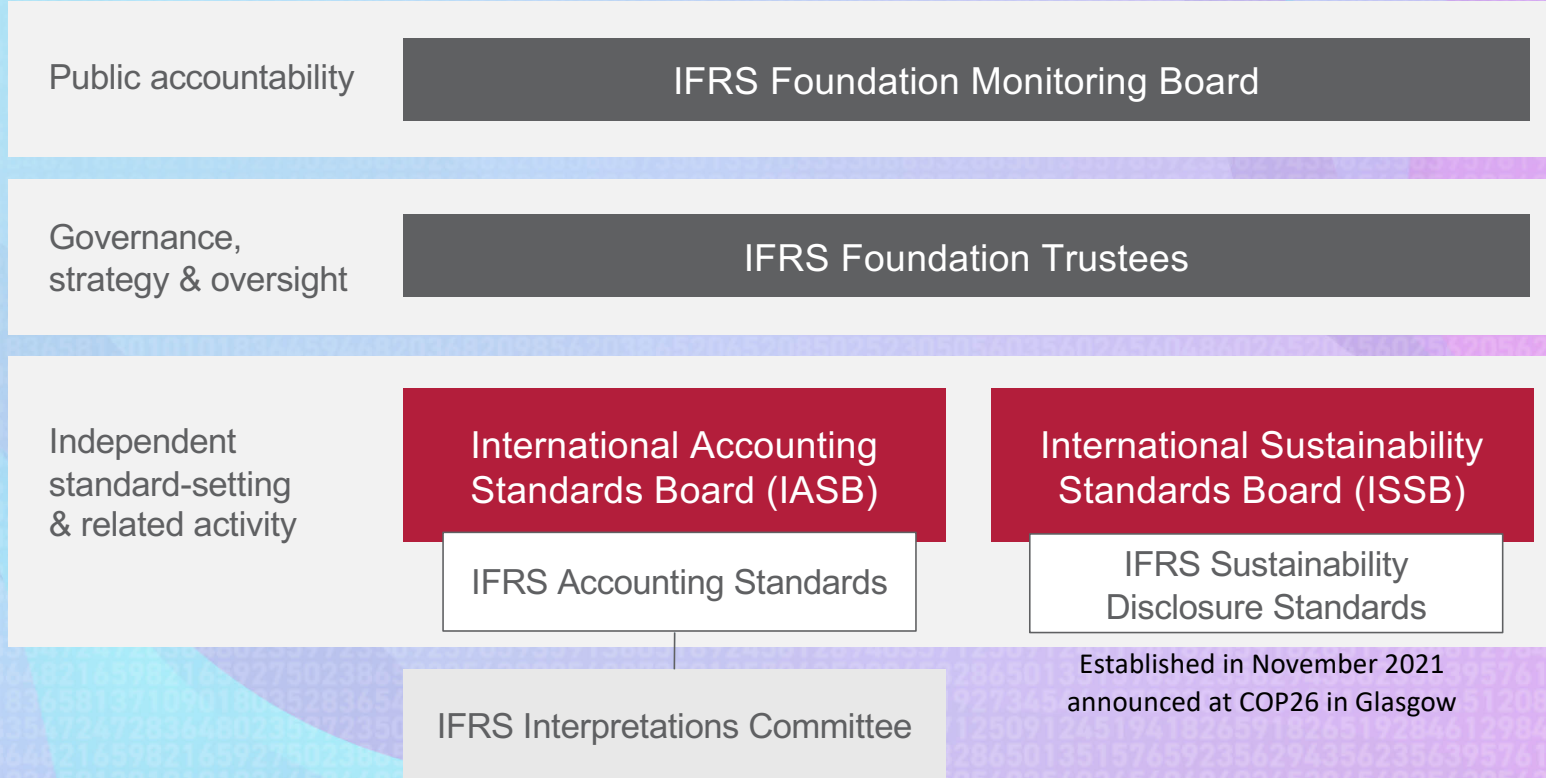 Public accountability
IFRS Foundation Monitoring Board
Governance,
strategy & oversight
IFRS Foundation Trustees
Independent
standard-setting
& related activity
International Accounting
Standards Board (IASB)
IFRS Accounting Standards
IFRS Interpretations Committee
International Sustainability
Standards Board (ISSB)
IFRS Sustainability
Disclosure Standards
Established in November 2021
announced at COP26 in Glasgow